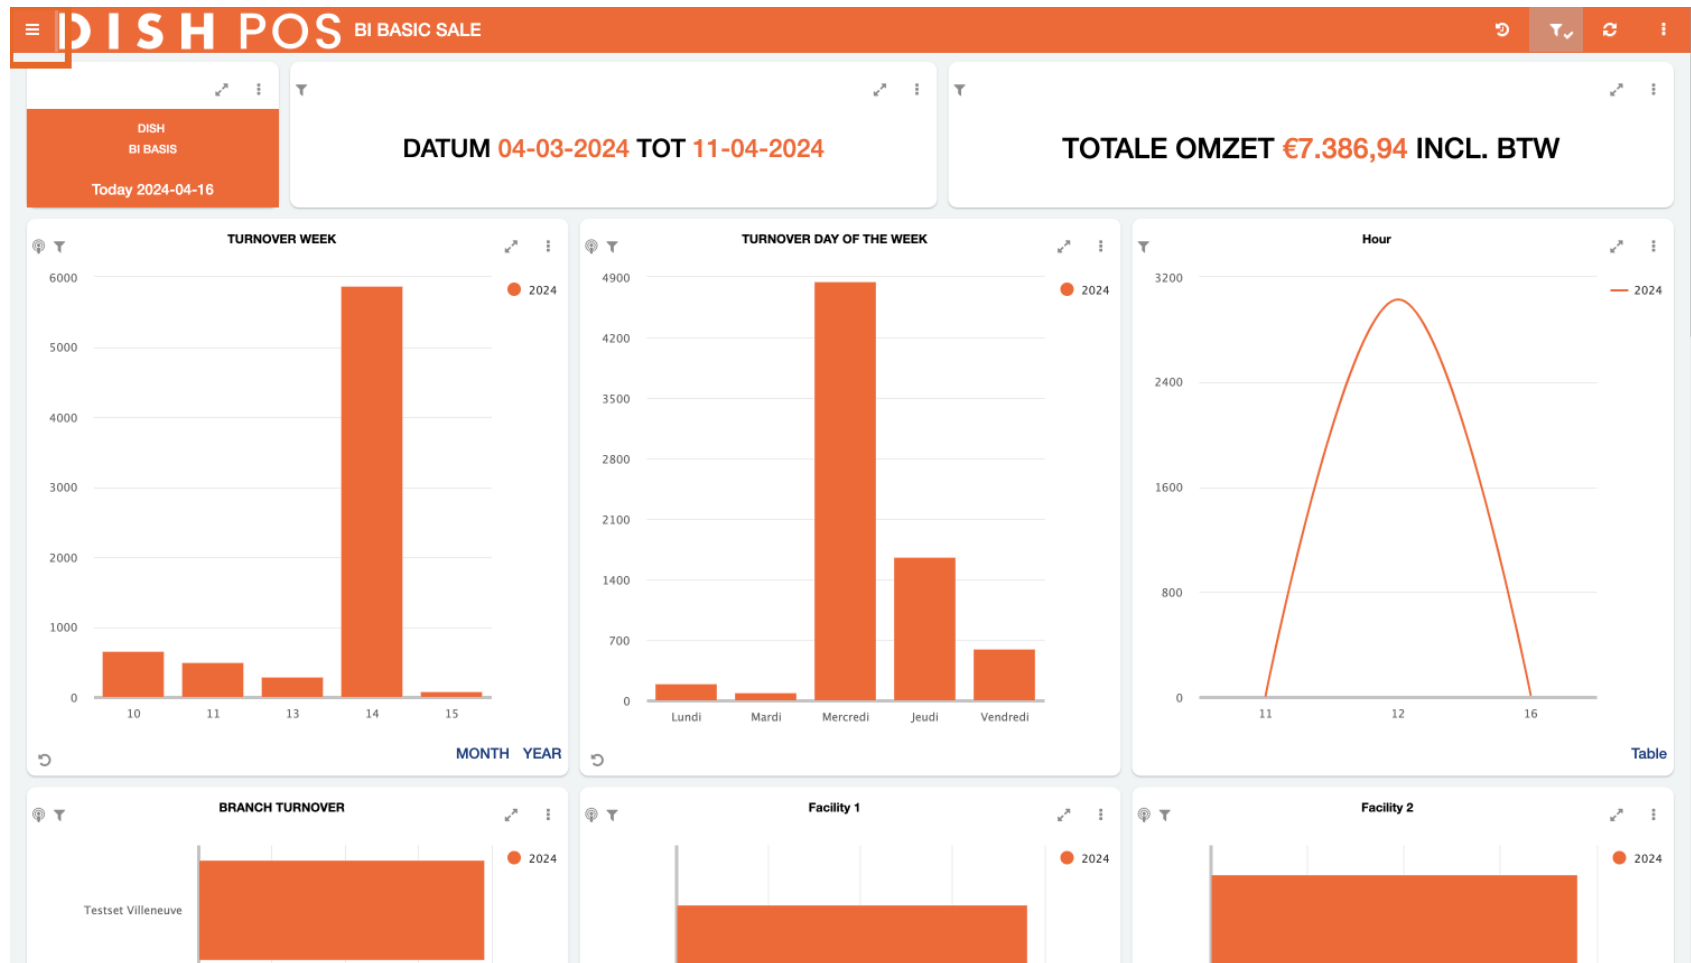 DISH POS BI BASIC SALE
DISH
BI BASIS
Today 2024-04-16
DATUM 04-03-2024 TOT 11-04-2024
TOTALE OMZET €7.386,94 INCL. BTW
TURNOVER WEEK
2024
6000
5000
4000
3000
2000
1000
0
10 11 13 14 15
MONTH YEAR
TURNOVER DAY OF THE WEEK
2024
4900
4200
3500
2800
2100
1400
700
0
Lundi Mardi Mercredi Jeudi Vendredi
Hour
2024
3200
2400
1600
800
0
11 12 16
Table
BRANCH TURNOVER
2024
Testset Villeneuve
Facility 1
2024
Facility 2
2024